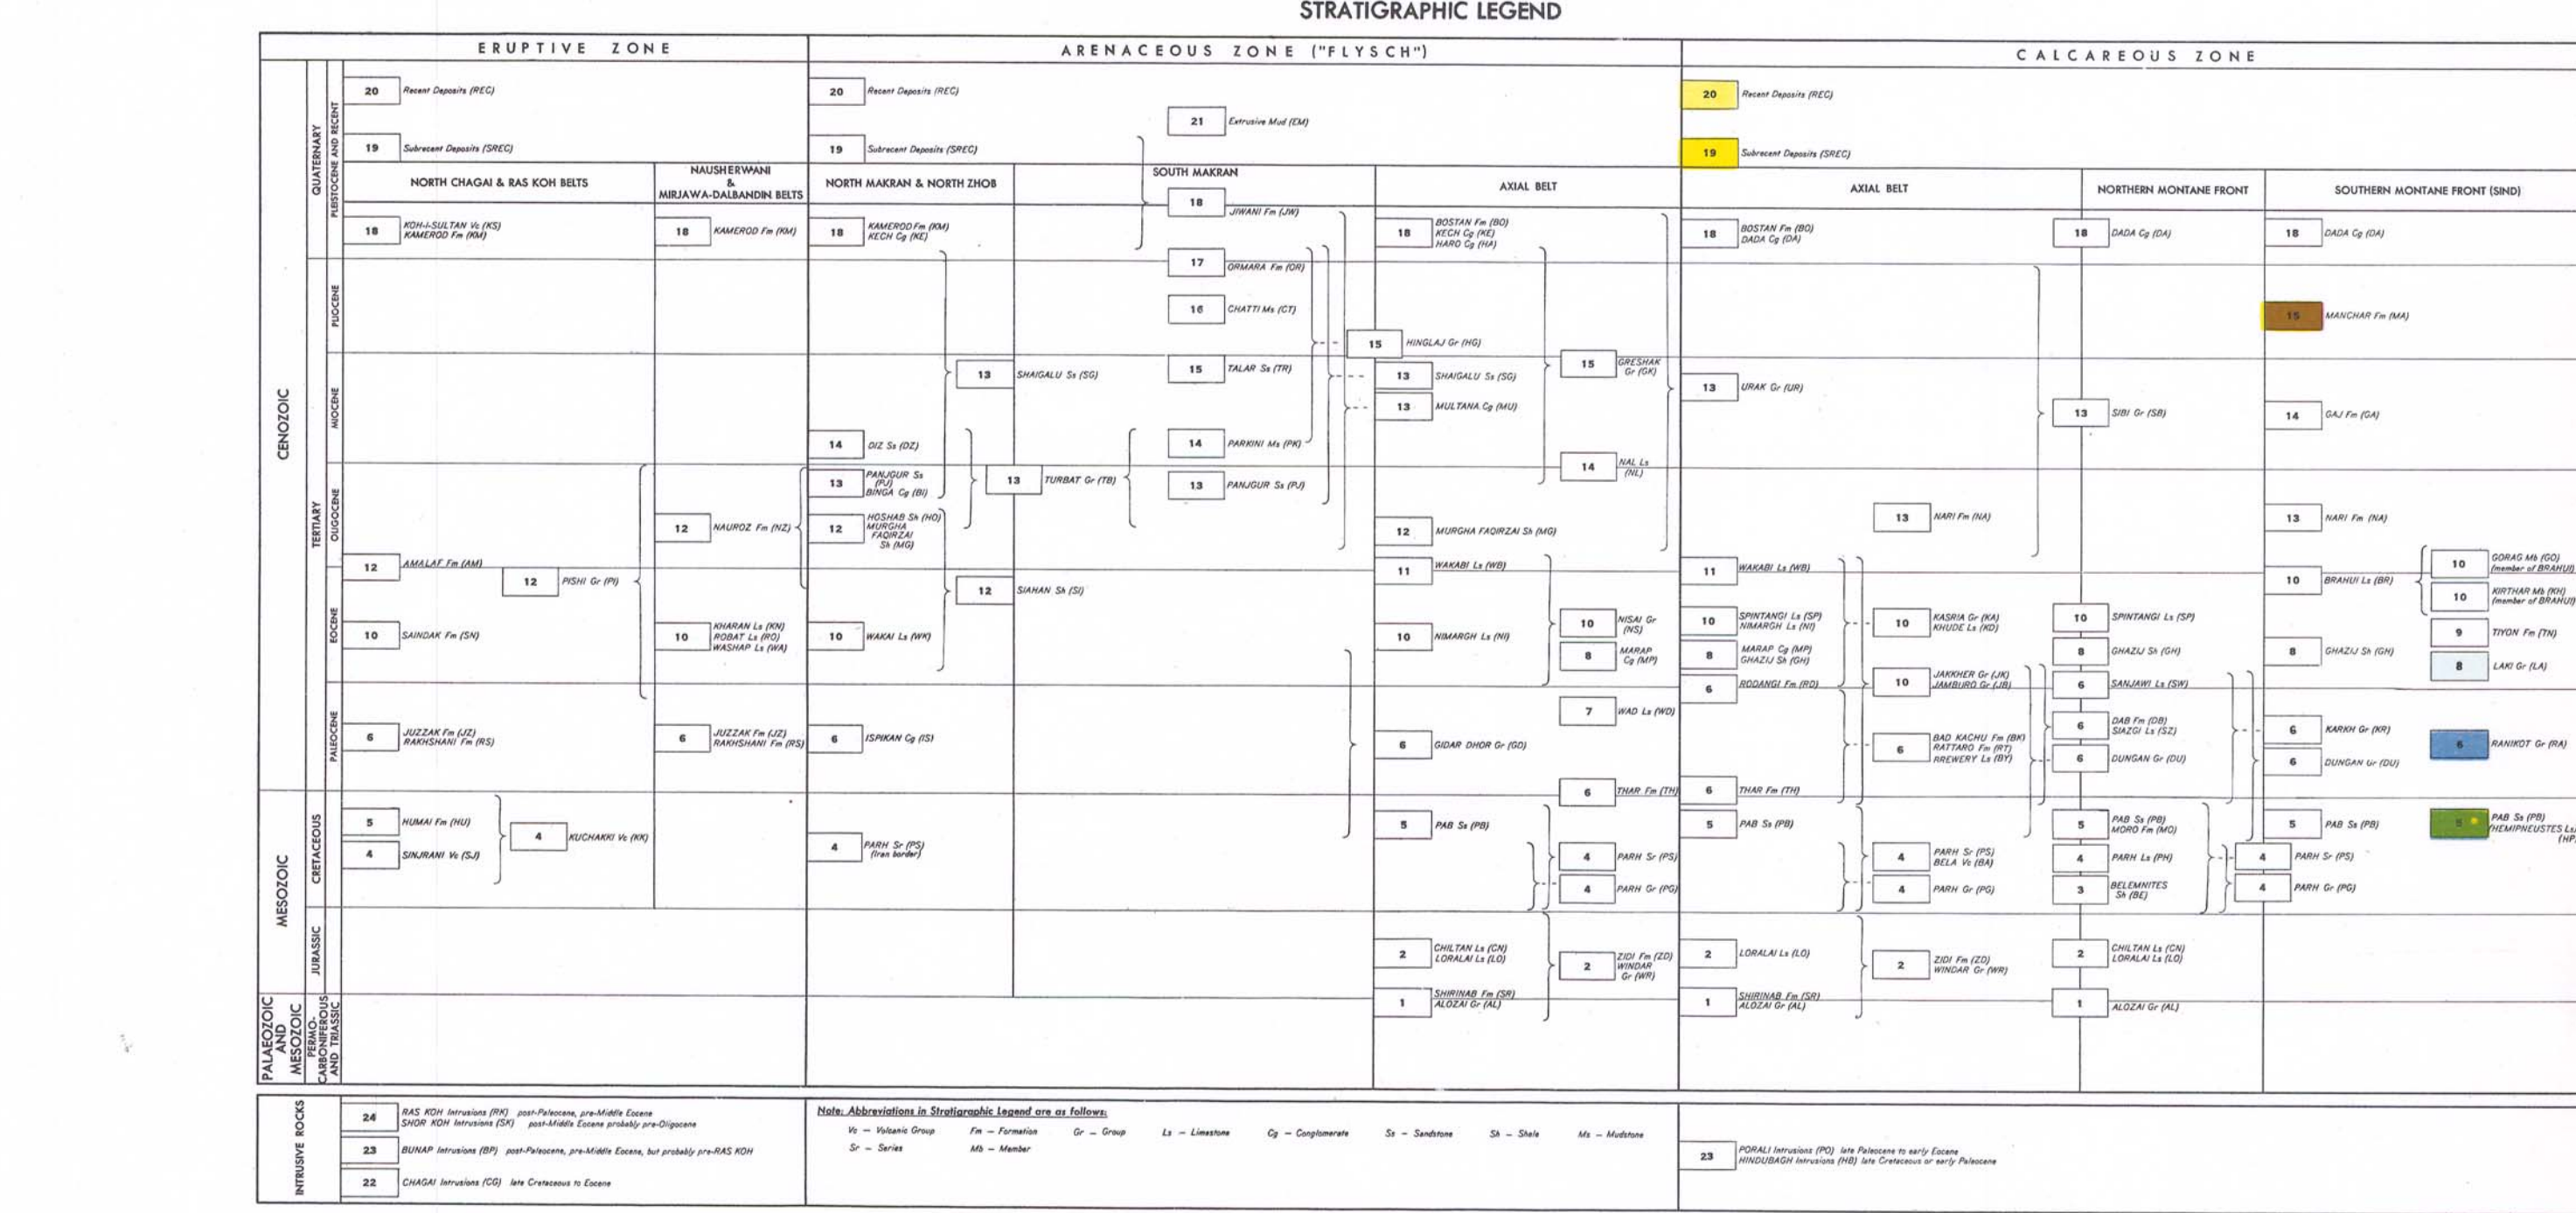 STRATIGRAPHIC LEGEND
ERUPTIVE ZONE
ARENACEOUS ZONE ("FLYSCH")
CALCAREOUS ZONE
CENOZOIC
QUATERNARY
PLEISTOCENE AND RECENT
20 Recent Deposits (REC)
19 Subrecent Deposits (SREC)
20 Recent Deposits (REC)
21 Extrusive Mud (EM)
19 Subrecent Deposits (SREC)
20 Recent Deposits (REC)
19 Subrecent Deposits (SREC)
NORTH CHAGAI & RAS KOH BELTS
NAUSHERWANI
&
MIRJAWA-DALBANDIN BELTS
NORTH MAKRAN & NORTH ZHOB
SOUTH MAKRAN
AXIAL BELT
AXIAL BELT
NORTHERN MONTANE FRONT
SOUTHERN MONTANE FRONT (SIND)
18 KOH-I-SULTAN Vc (KS)
KAMEROD Fm (KM)
18 KAMEROD Fm (KM)
18 KAMEROD Fm (KM)
KECH Cg (KE)
18 JIWANI Fm (JW)
18 BOSTAN Fm (BO)
KECH Cg (KE)
HARO Cg (HA)
18 BOSTAN Fm (BO)
DADA Cg (DA)
18 DADA Cg (DA)
18 DADA Cg (DA)
TERTIARY
PLIOCENE
17 ORMARA Fm (OR)
16 CHATTI Ms (CT)
15 HINGLAJ Gr (HG)
15 MANCHAR Fm (MA)
MIOCENE
13 SHAIGALU Ss (SG)
15 TALAR Ss (TR)
13 SHAIGALU Ss (SG)
13 MULTANA Cg (MU)
15 GRESHAK
Gr (GK)
13 URAK Gr (UR)
13 SIBI Gr (SB)
14 GAJ Fm (GA)
14 DIZ Ss (DZ)
14 PARKINI Ms (PK)
14 NAL Ls
(NL)
OLIGOCENE
13 PANJGUR Ss
(PJ)
BINGA Cg (BI)
13 TURBAT Gr (TB)
13 PANJGUR Ss (PJ)
12 NAUROZ Fm (NZ)
12 HOSHAB Sh (HO)
MURGHA
FAQIRZAI
Sh (MG)
12 MURGHA FAQIRZAI Sh (MG)
13 NARI Fm (NA)
13 NARI Fm (NA)
12 AMALAF Fm (AM)
12 PISHI Gr (PI)
12 SIAHAN Sh (SI)
11 WAKABI Ls (WB)
11 WAKABI Ls (WB)
10 BRAHUI Ls (BR)
10 GORAG Mb (GO)
(member of BRAHUI)
10 KIRTHAR Mb (KH)
(member of BRAHUI)
EOCENE
10 SAINDAK Fm (SN)
10 KHARAN Ls (KN)
ROBAT Ls (RO)
WASHAP Ls (WA)
10 WAKAI Ls (WK)
10 NIMARGH Ls (NI)
10 NISAI Gr
(NS)
8 MARAP
Cg (MP)
10 SPINTANGI Ls (SP)
NIMARGH Ls (NI)
8 MARAP Cg (MP)
GHAZIJ Sh (GH)
10 KASRIA Gr (KA)
KHUDE Ls (KD)
10 SPINTANGI Ls (SP)
8 GHAZIJ Sh (GH)
8 GHAZIJ Sh (GH)
9 TIYON Fm (TN)
8 LAKI Gr (LA)
6 RODANGI Fm (RD)
10 JAKKHER Gr (JK)
JAMBURO Gr (JB)
6 SANJAWI Ls (SW)
PALEOCENE
6 JUZZAK Fm (JZ)
RAKHSHANI Fm (RS)
6 JUZZAK Fm (JZ)
RAKHSHANI Fm (RS)
6 ISPIKAN Cg (IS)
6 GIDAR DHOR Gr (GD)
7 WAD Ls (WD)
6 THAR Fm (TH)
6 THAR Fm (TH)
6 BAD KACHU Fm (BK)
RATTARO Fm (RT)
BREWERY Ls (BY)
6 DAB Fm (DB)
SIAZGI Ls (SZ)
6 DUNGAN Gr (DU)
6 KARKH Gr (KR)
6 DUNGAN Gr (DU)
6 RANIKOT Gr (RA)
MESOZOIC
CRETACEOUS
5 HUMAI Fm (HU)
4 SINJRANI Vc (SJ)
4 KUCHAKKI Vc (KK)
4 PARH Sr (PS)
(Iran border)
5 PAB Ss (PB)
4 PARH Sr (PS)
4 PARH Gr (PG)
5 PAB Ss (PB)
4 PARH Sr (PS)
BELA Vc (BA)
4 PARH Gr (PG)
5 PAB Ss (PB)
MORO Fm (MO)
4 PARH Ls (PH)
3 BELEMNITES
Sh (BE)
5 PAB Ss (PB)
4 PARH Sr (PS)
4 PARH Gr (PG)
5 PAB Ss (PB)
HEMIPNEUSTES Ls
(HP
JURASSIC
2 CHILTAN Ls (CN)
LORALAI Ls (LO)
2 ZIDI Fm (ZD)
WINDAR
Gr (WR)
2 LORALAI Ls (LO)
2 ZIDI Fm (ZD)
WINDAR Gr (WR)
2 CHILTAN Ls (CN)
LORALAI Ls (LO)
PALAEOZOIC
AND
MESOZOIC
PERMO-
CARBONIFEROUS
AND TRIASSIC
1 SHIRINAB Fm (SR)
ALOZAI Gr (AL)
1 SHIRINAB Fm (SR)
ALOZAI Gr (AL)
1 ALOZAI Gr (AL)
INTRUSIVE ROCKS
24 RAS KOH Intrusions (RK) post-Paleocene, pre-Middle Eocene
SHOR KOH Intrusions (SK) post-Middle Eocene probably pre-Oligocene
23 BUNAP Intrusions (BP) post-Paleocene, pre-Middle Eocene, but probably pre-RAS KOH
22 CHAGAI Intrusions (CG) late Cretaceous to Eocene
Note: Abbreviations in Stratigraphic Legend are as follows:
Vc – Volcanic Group Fm – Formation Gr – Group Ls – Limestone Cg – Conglomerate Ss – Sandstone Sh – Shale Ms – Mudstone
Sr – Series Mb – Member
23 PORALI Intrusions (PO) late Paleocene to early Eocene
HINDUBAGH Intrusions (HB) late Cretaceous or early Paleocene